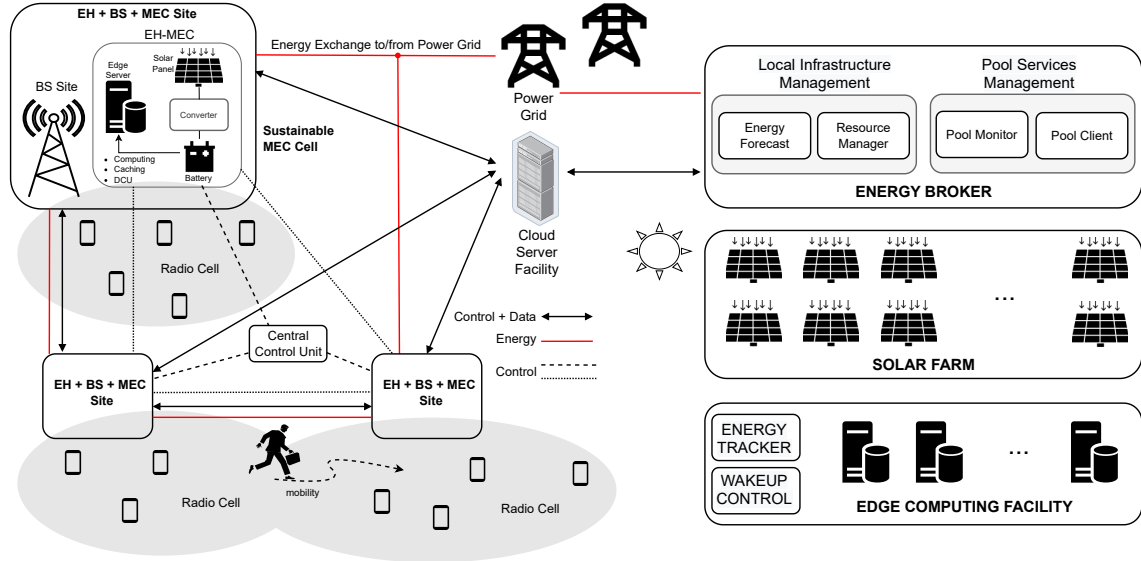 EH + BS + MEC Site
EH-MEC
Solar
Panel
Edge
Server
BS Site
Converter
Computing
Caching
DCU
Battery
Sustainable
MEC Cell
Energy Exchange to/from Power Grid
Power
Grid
Cloud
Server
Facility
Radio Cell
Central
Control Unit
Control + Data
Energy
Control
EH + BS + MEC
Site
EH + BS + MEC
Site
mobility
Radio Cell
Radio Cell
Local Infrastructure
Management
Pool Services
Management
Energy
Forecast
Resource
Manager
Pool Monitor
Pool Client
ENERGY BROKER
...
SOLAR FARM
ENERGY
TRACKER
WAKEUP
CONTROL
...
EDGE COMPUTING FACILITY